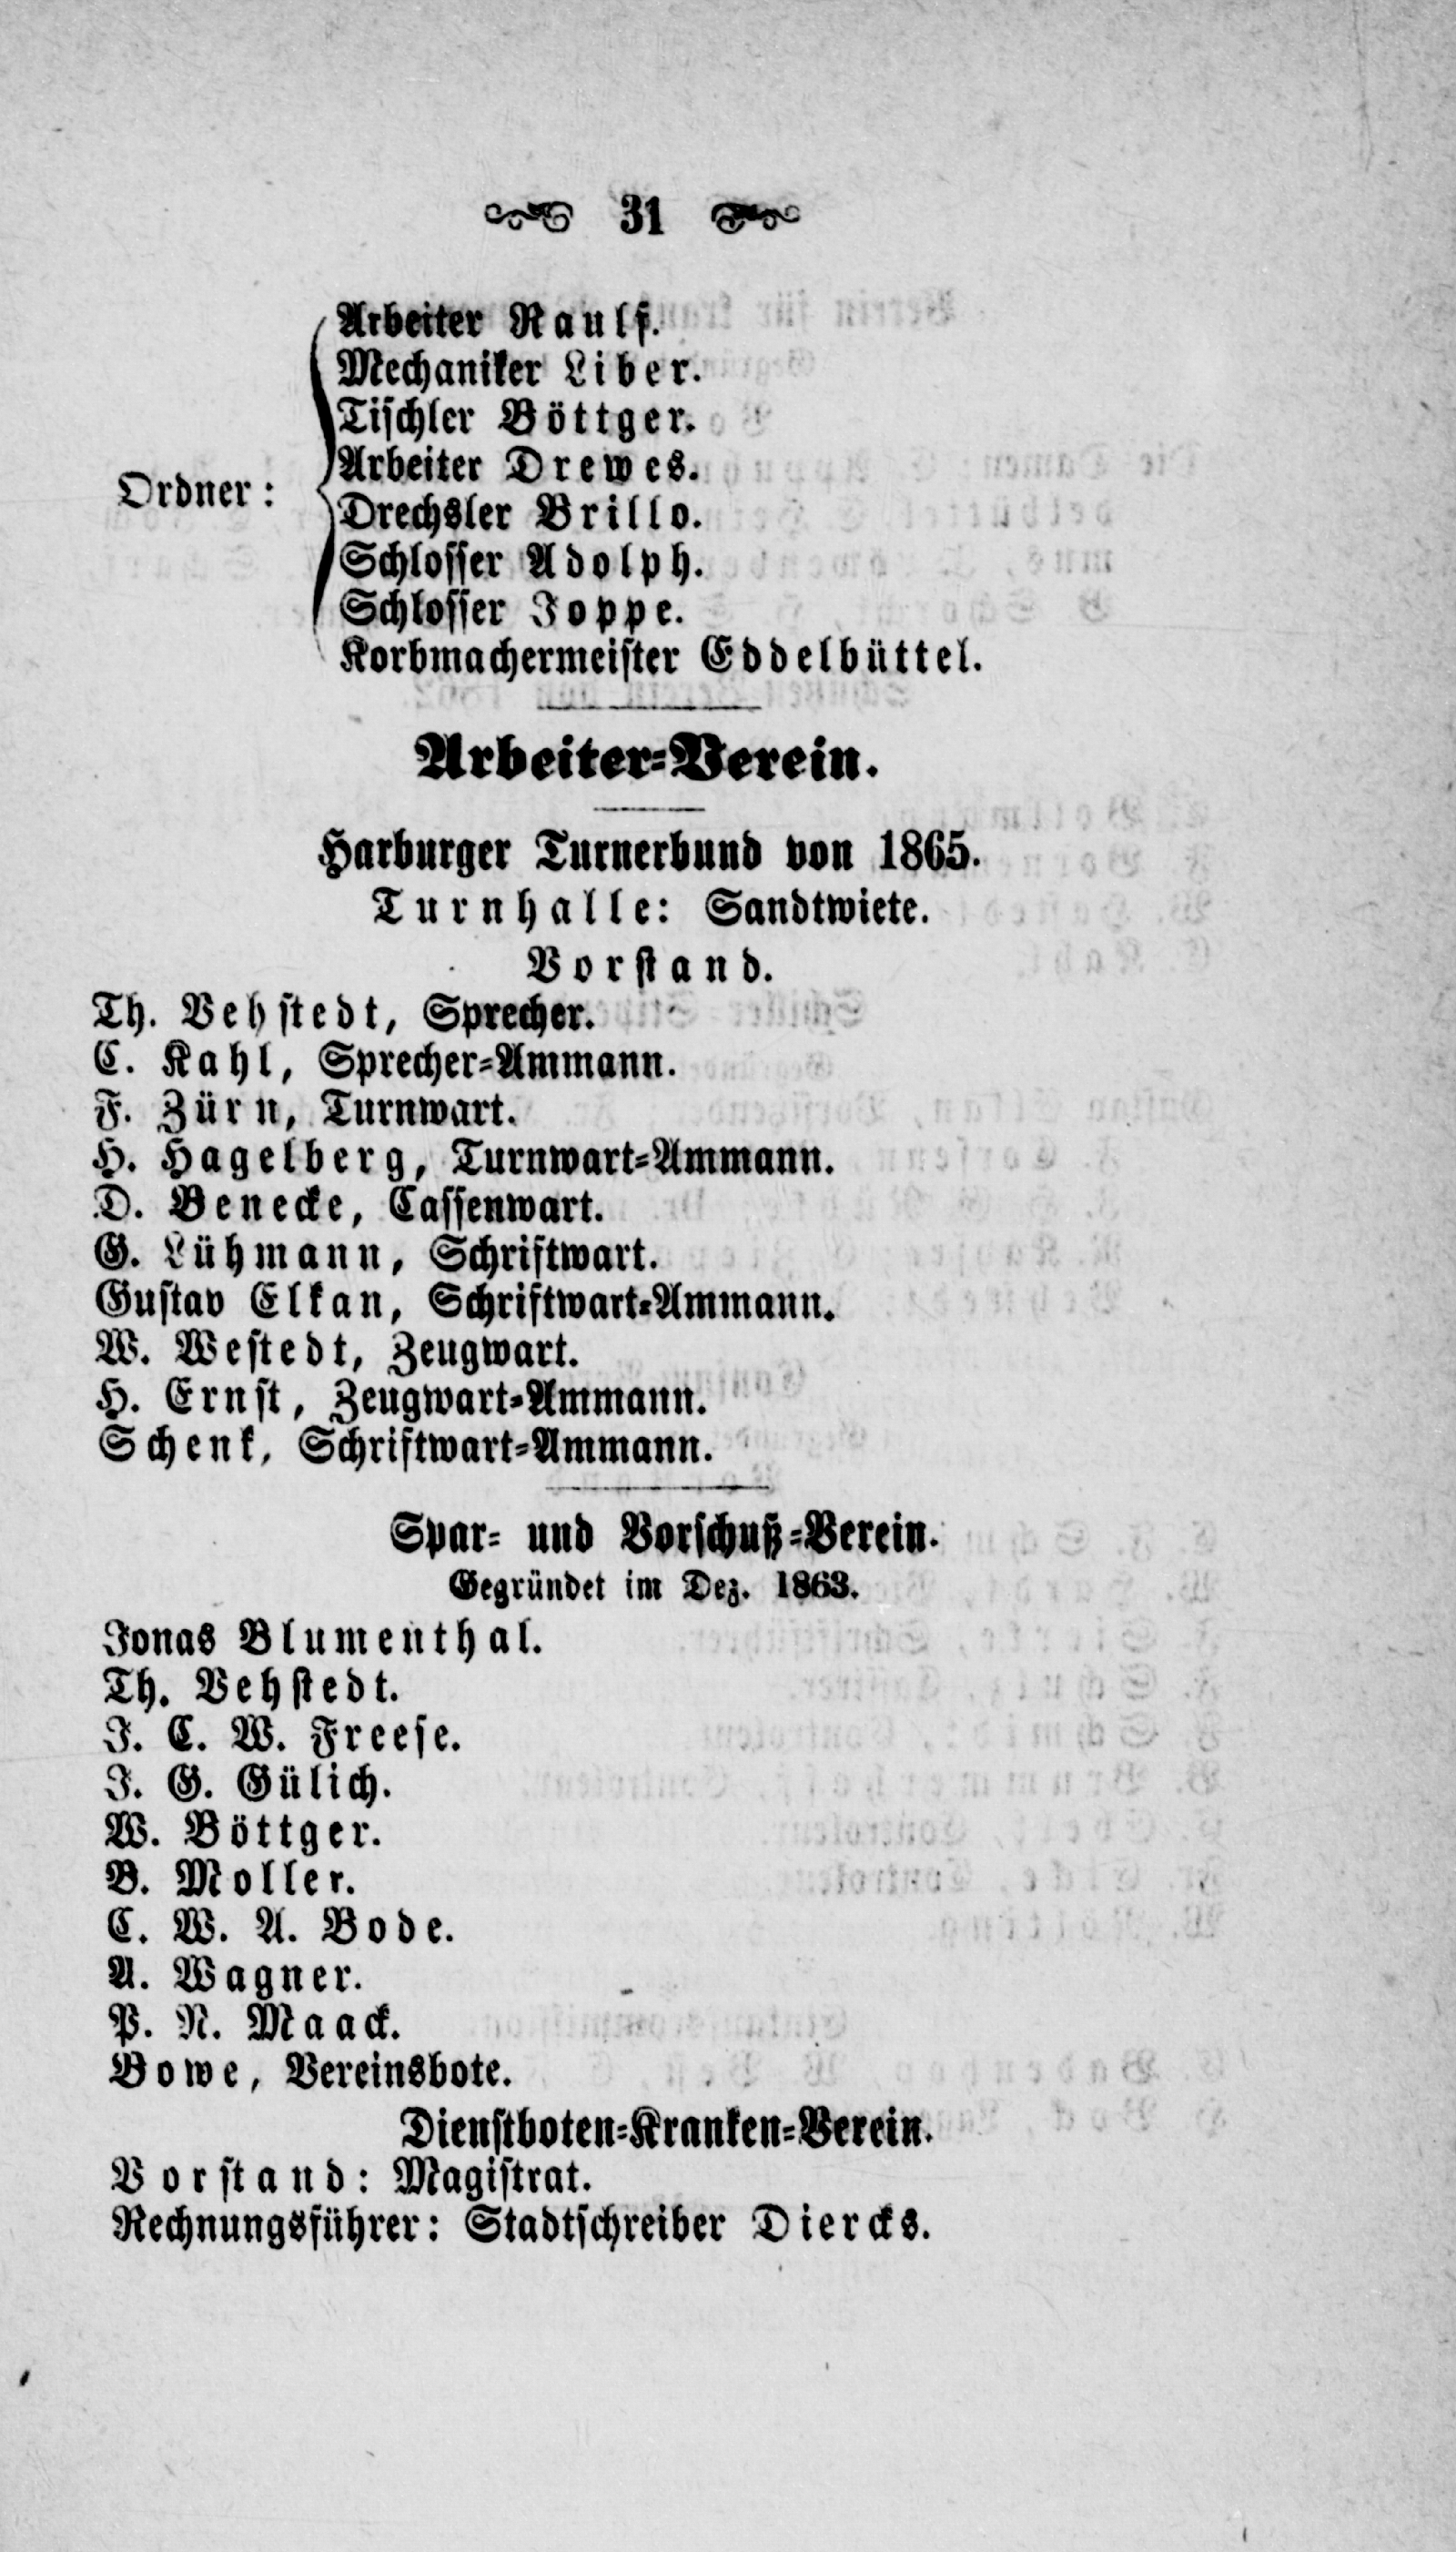 31
Arbeiter Raulf.
Mechaniker Liber.
Tischler Böttger.
Arbeiter Drewes.
Ordner:
Drechsler Brillo.
Schlosser Adolph.
Schlosser Joppe.
Korbmachermeister Eddelbüttel.
Arbeiter-Verein.
Harburger Turnerbund von 1865.
Turnhalle: Sandtwiete.
Vorstand.
Th. Vehstedt, Sprecher.
C. Kahl, Sprecher-Ammann.
F. Zürn, Turnwart.
H. Hagelberg, Turnwart-Ammann.
D. Benecke, Cassenwart.
G. Lühmann, Schriftwart.
Gustav Elkan, Schriftwart-Ammann.
W. Westedt, Zeugwart.
H. Ernst, Zeugwart-Ammann.
Schenk, Schriftwart-Ammann.
Spar- und Vorschuß-Verein.
Gegründet im Dez. 1863.
Jonas Blumenthal.
Th. Vehstedt.
J. C. W. Freese.
J. G. Gülich.
W. Böttger.
B. Moller.
C. W. A. Bode.
A. Wagner.
P. N. Maack.
Bowe, Vereinsbote.
Dienstboten-Kranken-Verein.
Vorstand: Magistrat.
Rechnungsführer: Stadtschreiber Diercks.